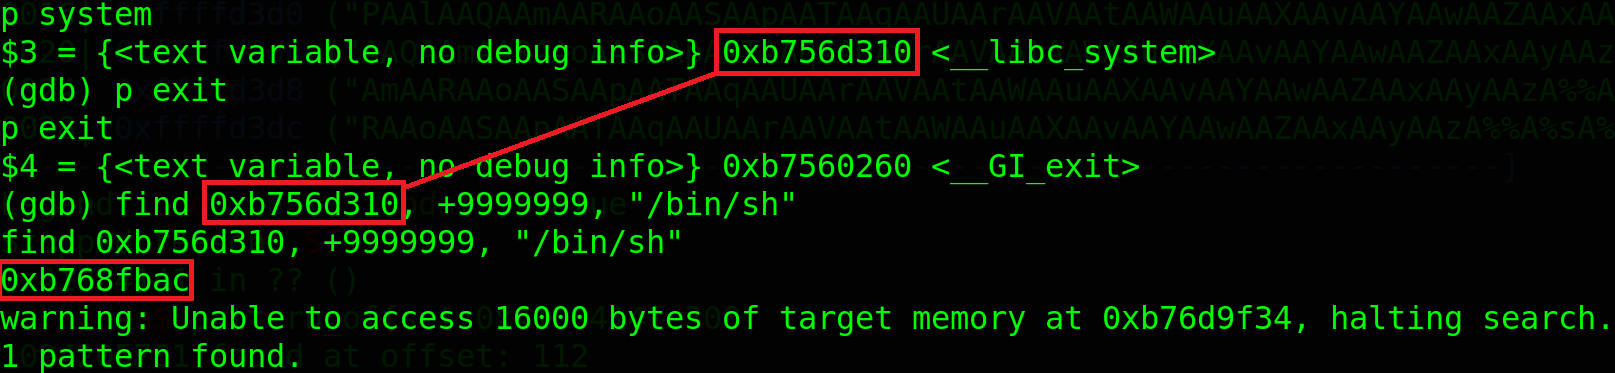 p system
$3 = {<text variable, no debug info>} 0xb756d310 <__libc_system>
(gdb) p exit
p exit
$4 = {<text variable, no debug info>} 0xb7560260 <__GI_exit>
(gdb) find 0xb756d310, +9999999, "/bin/sh"
find 0xb756d310, +9999999, "/bin/sh"
0xb768fbac
warning: Unable to access 16000 bytes of target memory at 0xb76d9f34, halting search.
1 pattern found.